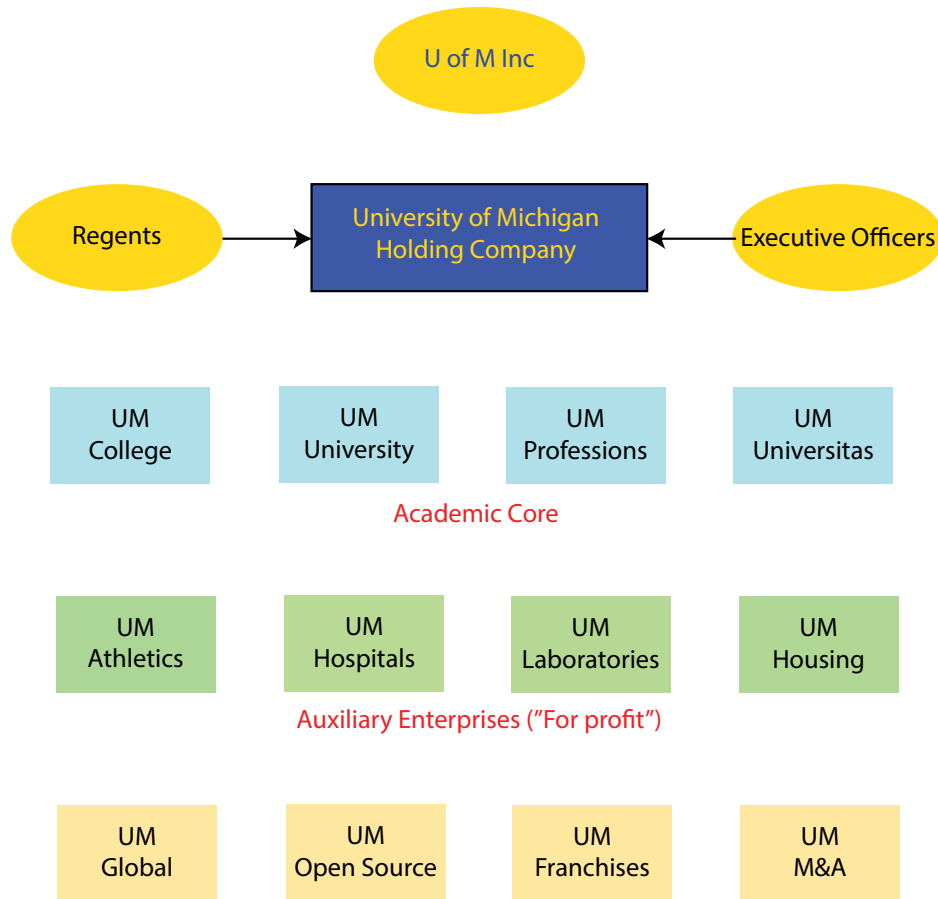 U of M Inc
Regents
University of Michigan
Holding Company
Executive Officers
UM
College
UM
University
UM
Professions
UM
Universitas
Academic Core
UM
Athletics
UM
Hospitals
UM
Laboratories
UM
Housing
Auxiliary Enterprises (”For profit”)
UM
Global
UM
Open Source
UM
Franchises
UM
M&A